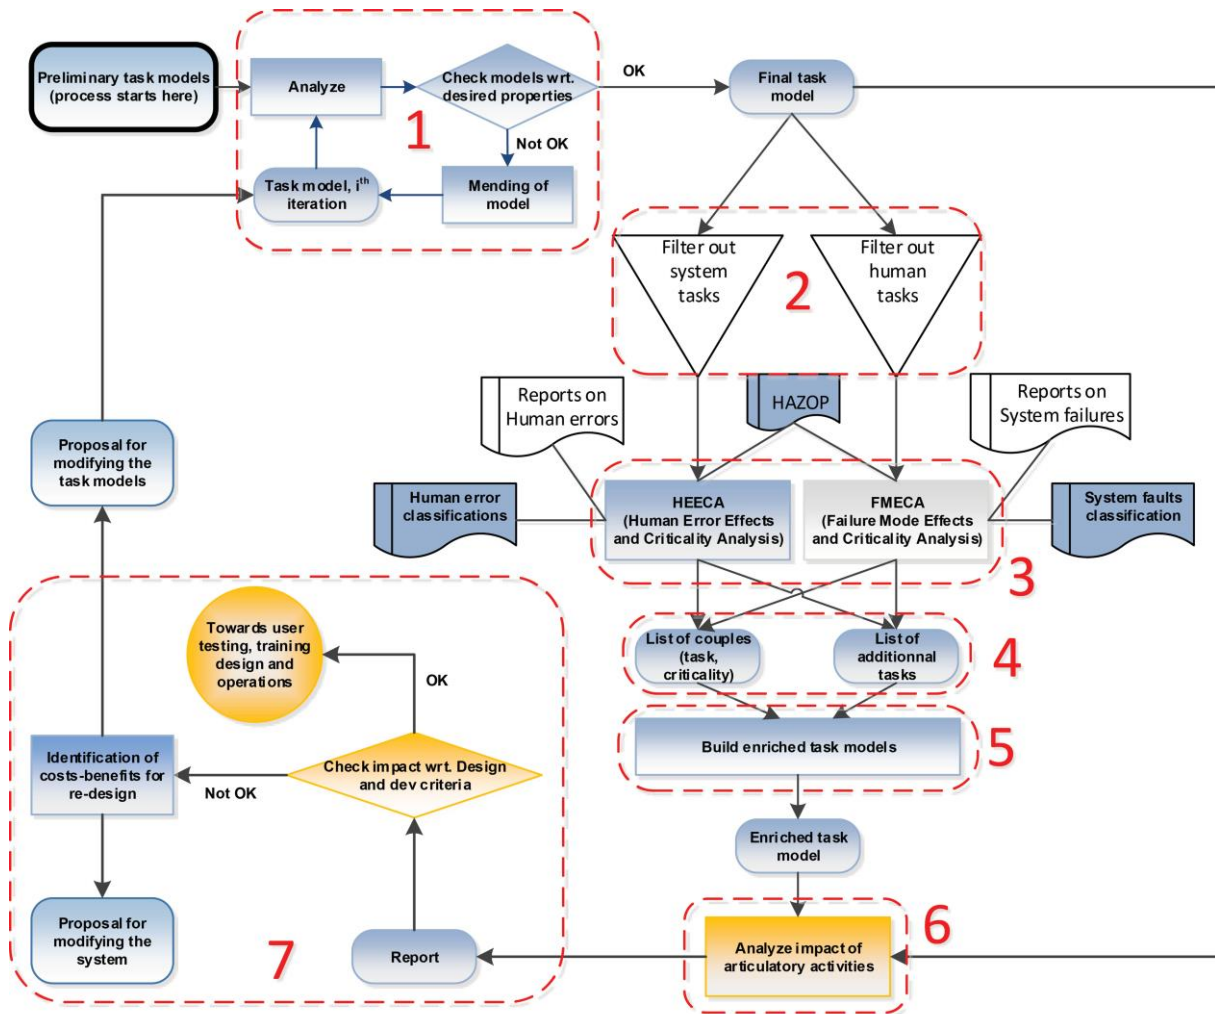 Preliminary task models
(process starts here)
Analyze
Check models wrt.
desired properties
OK
Final task
model
1
Not OK
Task model, iᵗʰ
iteration
Mending of
model
Filter out
system
tasks
Filter out
human
tasks
2
Reports on
Human errors
HAZOP
Reports on
System failures
Proposal for
modifying the
task models
Human error
classifications
HEECA
(Human Error Effects
and Criticality Analysis)
FMECA
(Failure Mode Effects
and Criticality Analysis)
System faults
classification
3
Towards user
testing, training
design and
operations
List of couples
(task,
criticality)
List of
additionnal
tasks
4
OK
Build enriched task models
5
Identification of
costs-benefits for
re-design
Not OK
Check impact wrt. Design
and dev criteria
Enriched task
model
Proposal for
modifying the
system
7
Report
Analyze impact of
articulatory activities
6